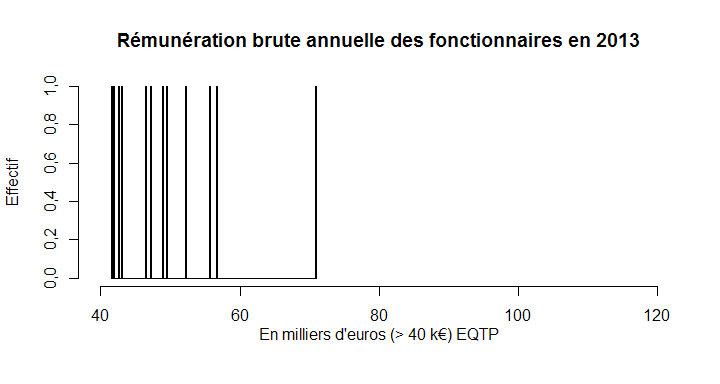 Rémunération brute annuelle des fonctionnaires en 2013
Effectif
1,0
0,8
0,6
0,4
0,2
0,0
40 60 80 100 120
En milliers d'euros (> 40 k€) EQTP